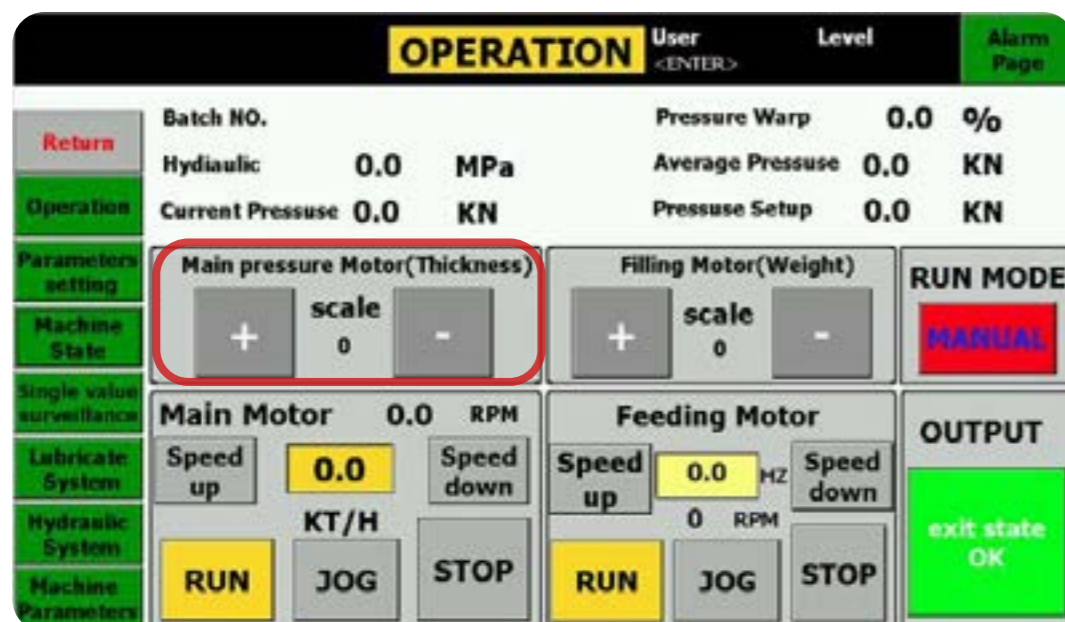 OPERATION
User
Level
<ENTER>
Alarm
Page
Return
Operation
Parameters
setting
Machine
State
Single value
surveillance
Lubricate
System
Hydraulic
System
Machine
Parameters
Batch NO.
Pressure Warp 0.0 %
Hydiaulic 0.0 MPa
Average Pressuse 0.0 KN
Current Pressuse 0.0 KN
Pressuse Setup 0.0 KN
Main pressure Motor(Thickness)
+ scale -
0
Filling Motor(Weight)
+ scale -
0
RUN MODE
MANUAL
Main Motor 0.0 RPM
Speed
up
0.0
Speed
down
KT/H
RUN JOG STOP
Feeding Motor
Speed
up
0.0 HZ
Speed
down
0 RPM
RUN JOG STOP
OUTPUT
exit state
OK